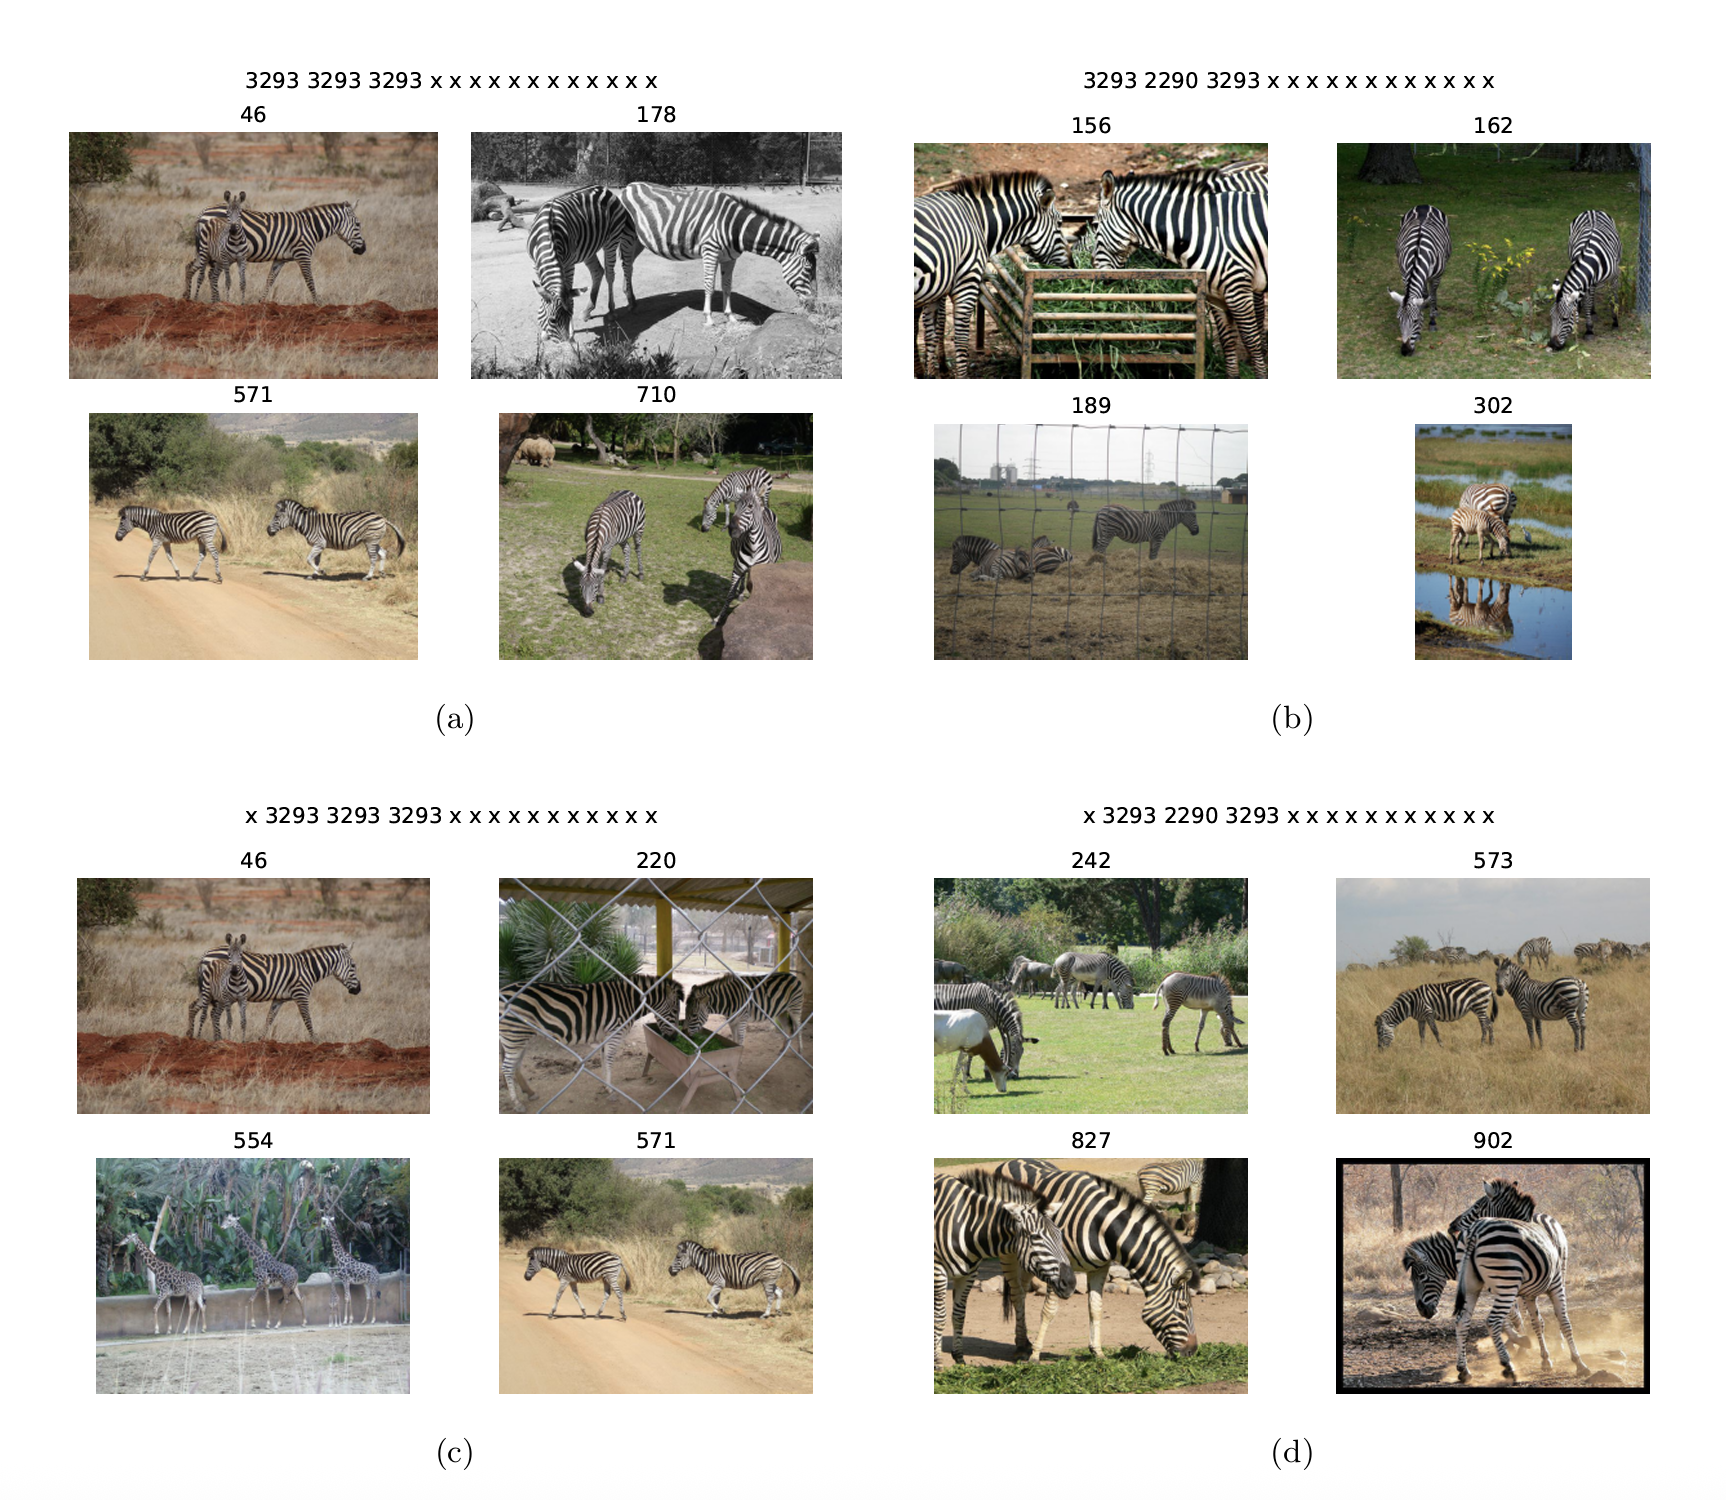 3293 3293 3293 x x x x x x x x x x x x
46
178
571
710
(a)
3293 2290 3293 x x x x x x x x x x x x
156
162
189
302
(b)
x 3293 3293 3293 x x x x x x x x x x x
46
220
554
571
(c)
x 3293 2290 3293 x x x x x x x x x x x
242
573
827
902
(d)